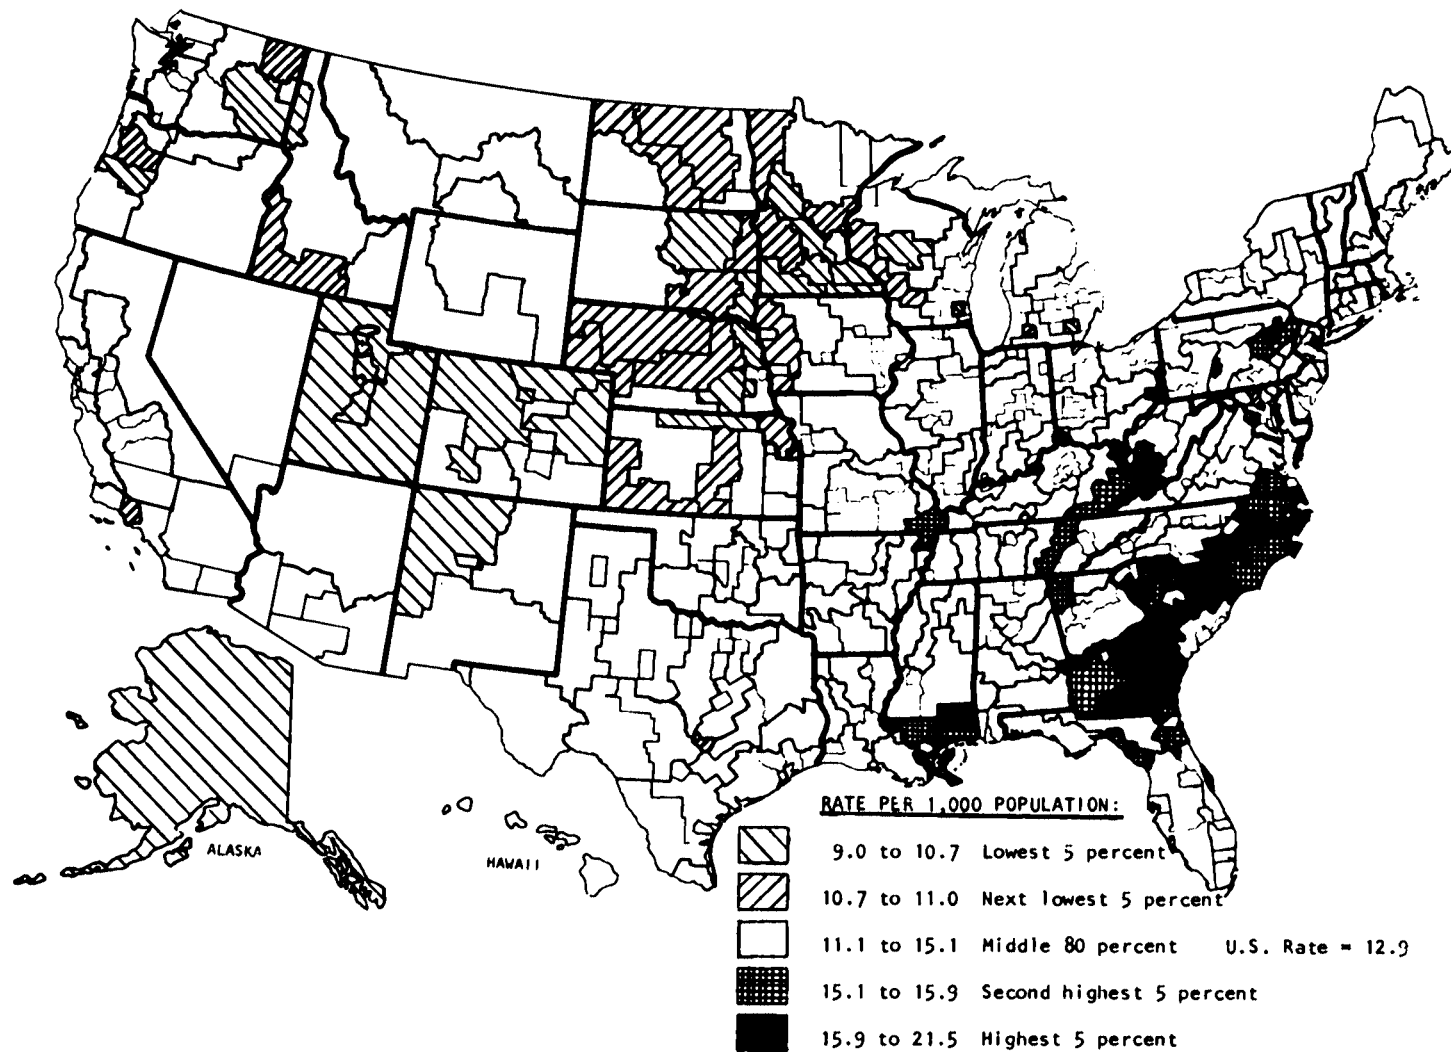 ALASKA
HAWAII
RATE PER 1,000 POPULATION:
9.0 to 10.7 Lowest 5 percent
10.7 to 11.0 Next lowest 5 percent
11.1 to 15.1 Middle 80 percent U.S. Rate = 12.9
15.1 to 15.9 Second highest 5 percent
15.9 to 21.5 Highest 5 percent